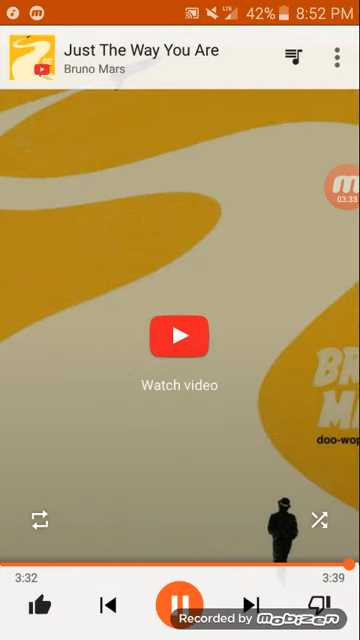 42% 8:52 PM
Just The Way You Are
Bruno Mars
03:33
Watch video
doo-wop
3:32 3:39
Recorded by Mobizen